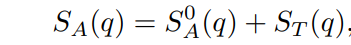 S_A(q) = S_A^0(q) + S_T(q),